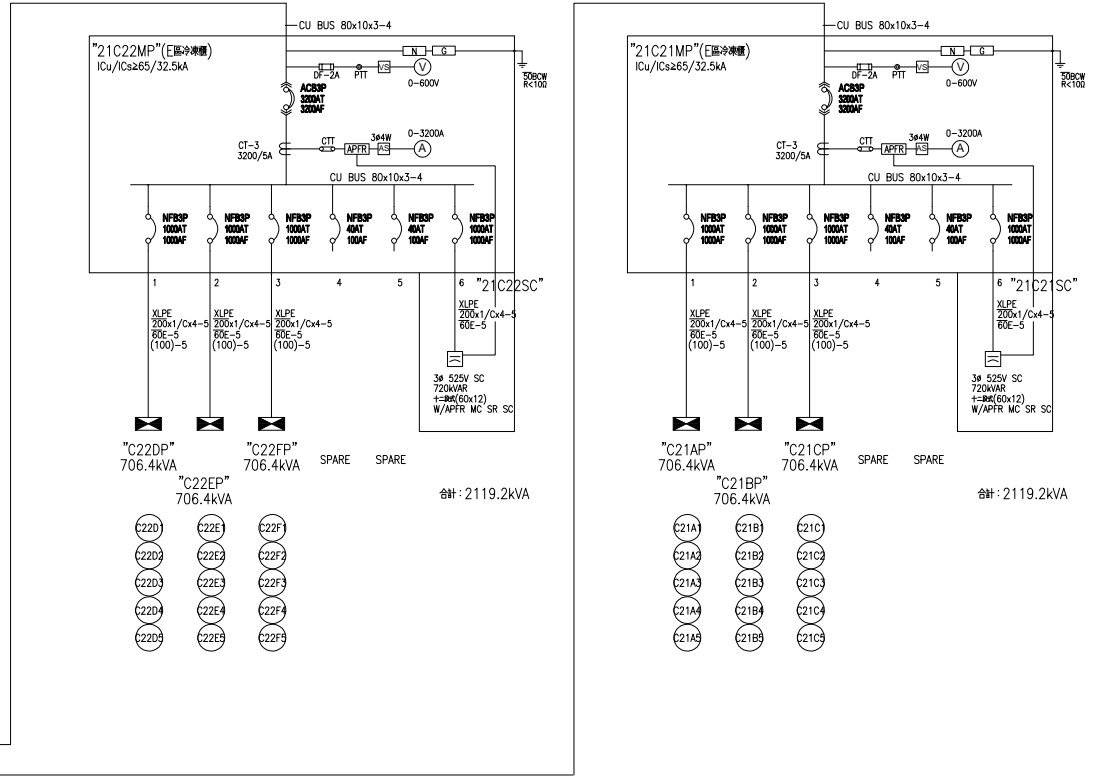 CU BUS 80x10x3-4
"21C22MP"(E區冷凍櫃)
ICu/ICs≥65/32.5kA
N
G
DF-2A
PTT
VS
V
0-600V
50BCW
R<10Ω
ACB3P
3200AT
3200AF
CT-3
3200/5A
CTT
APFR
3ø4W
AS
0-3200A
A
CU BUS 80x10x3-4
NFB3P
1000AT
1000AF
NFB3P
1000AT
1000AF
NFB3P
1000AT
1000AF
NFB3P
40AT
100AF
NFB3P
40AT
100AF
NFB3P
1000AT
1000AF
1
2
3
4
5
6
"21C22SC"
XLPE
200x1/Cx4-5
60E-5
(100)-5
XLPE
200x1/Cx4-5
60E-5
(100)-5
XLPE
200x1/Cx4-5
60E-5
(100)-5
XLPE
200x1/Cx4-5
60E-5
3ø 525V SC
720kVAR
十二段式(60x12)
W/APFR MC SR SC
"C22DP"
706.4kVA
"C22EP"
706.4kVA
"C22FP"
706.4kVA
SPARE
SPARE
合計：2119.2kVA
C22D1
C22E1
C22F1
C22D2
C22E2
C22F2
C22D3
C22E3
C22F3
C22D4
C22E4
C22F4
C22D5
C22E5
C22F5
CU BUS 80x10x3-4
"21C21MP"(E區冷凍櫃)
ICu/ICs≥65/32.5kA
N
G
DF-2A
PTT
VS
V
0-600V
50BCW
R<10Ω
ACB3P
3200AT
3200AF
CT-3
3200/5A
CTT
APFR
3ø4W
AS
0-3200A
A
CU BUS 80x10x3-4
NFB3P
1000AT
1000AF
NFB3P
1000AT
1000AF
NFB3P
1000AT
1000AF
NFB3P
40AT
100AF
NFB3P
40AT
100AF
NFB3P
1000AT
1000AF
1
2
3
4
5
6
"21C21SC"
XLPE
200x1/Cx4-5
60E-5
(100)-5
XLPE
200x1/Cx4-5
60E-5
(100)-5
XLPE
200x1/Cx4-5
60E-5
(100)-5
XLPE
200x1/Cx4-5
60E-5
3ø 525V SC
720kVAR
十二段式(60x12)
W/APFR MC SR SC
"C21AP"
706.4kVA
"C21BP"
706.4kVA
"C21CP"
706.4kVA
SPARE
SPARE
合計：2119.2kVA
C21A1
C21B1
C21C1
C21A2
C21B2
C21C2
C21A3
C21B3
C21C3
C21A4
C21B4
C21C4
C21A5
C21B5
C21C5